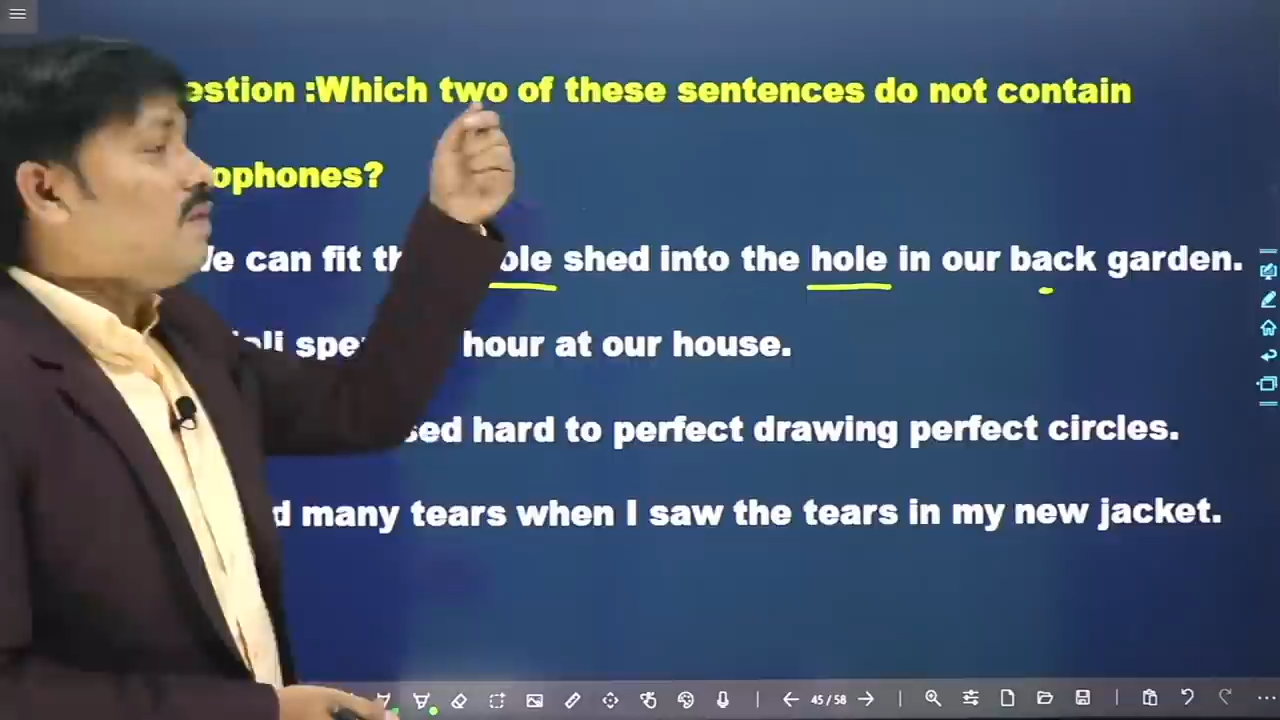 estion :Which two of these sentences do not contain
ophones?
We can fit th ole shed into the hole in our back garden.
hour at our house.
sed hard to perfect drawing perfect circles.
d many tears when I saw the tears in my new jacket.
45/58